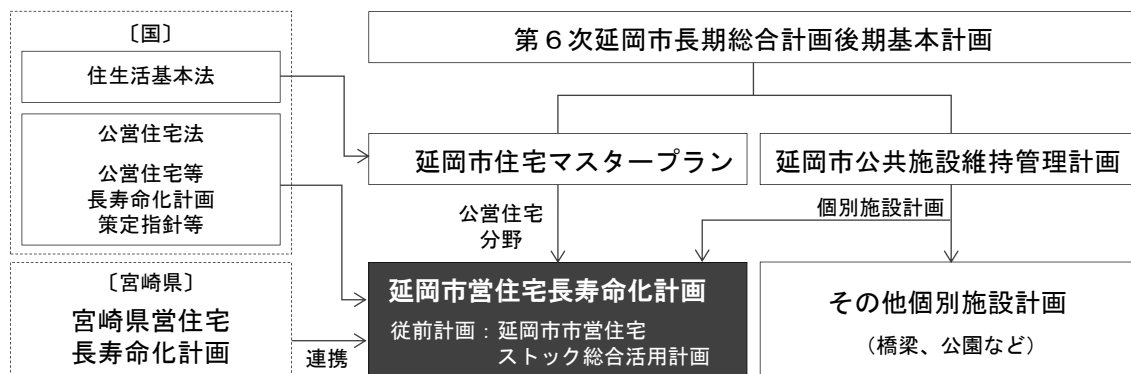 〔国〕
住生活基本法
公営住宅法
公営住宅等
長寿命化計画
策定指針等
〔宮崎県〕
宮崎県営住宅
長寿命化計画
連携
第６次延岡市長期総合計画後期基本計画
延岡市住宅マスタープラン
延岡市公共施設維持管理計画
公営住宅
分野
個別施設計画
延岡市営住宅長寿命化計画
従前計画：延岡市市営住宅
ストック総合活用計画
その他個別施設計画
（橋梁、公園など）